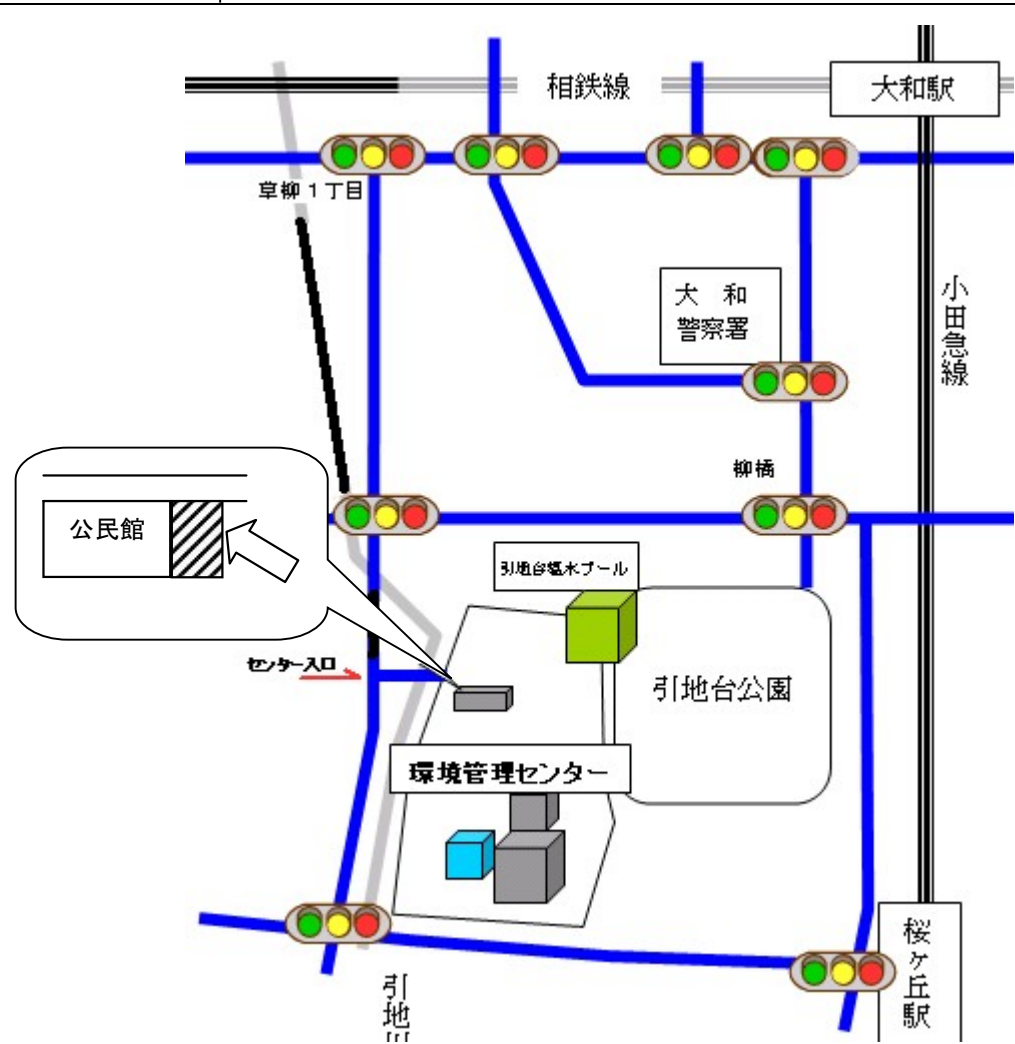 相鉄線
大和駅
草柳１丁目
大　和
警察署
小田急線
柳橋
公民館
引地台温水プール
センター入口
引地台公園
環境管理センター
桜ヶ丘駅
引地川